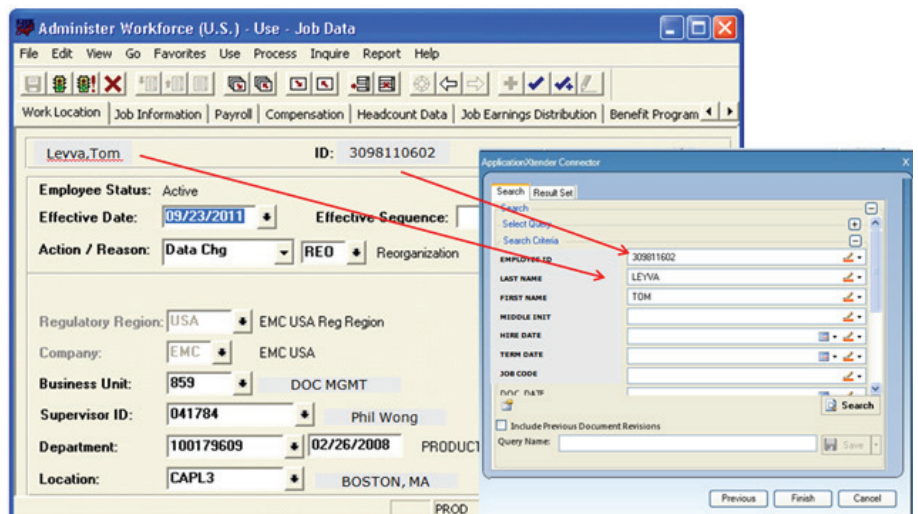 Administer Workforce (U.S.) - Use - Job Data
File Edit View Go Favorites Use Process Inquire Report Help
Work Location Job Information Payroll Compensation Headcount Data Job Earnings Distribution Benefit Program
Leyva,Tom ID: 3098110602
Employee Status: Active
Effective Date: 09/23/2011 Effective Sequence:
Action / Reason: Data Chg REO Reorganization
Regulatory Region: USA EMC USA Reg Region
Company: EMC EMC USA
Business Unit: 859 DOC MGMT
Supervisor ID: 041784 Phil Wong
Department: 100179609 02/26/2008 PRODUCT
Location: CAPL3 BOSTON, MA
PROD
ApplicationXtender Connector X
Search Result Set
Search
Select Query
Search Criteria
EMPLOYEE ID 309811602
LAST NAME LEYVA
FIRST NAME TOM
MIDDLE INIT
HIRE DATE
TERM DATE
JOB CODE
DOC DATE
Search
Include Previous Document Revisions
Query Name: Save
Previous Finish Cancel